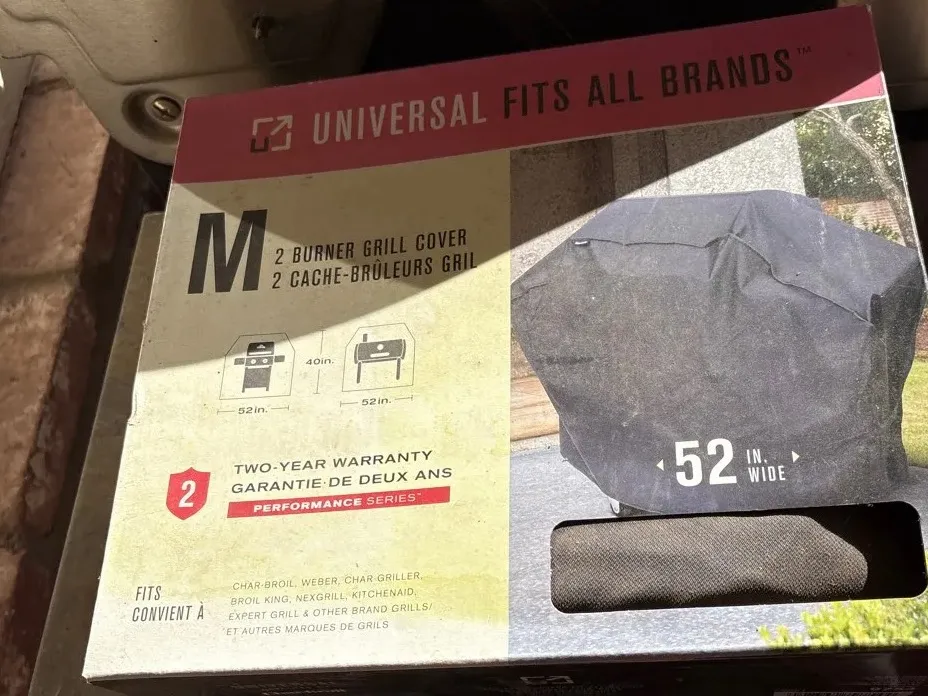 UNIVERSAL FITS ALL BRANDS™
M
2 BURNER GRILL COVER
2 CACHE-BRÛLEURS GRIL
40in.
52in.
52in.
2
TWO-YEAR WARRANTY
GARANTIE DE DEUX ANS
PERFORMANCE SERIES™
52 IN. WIDE
FITS
CONVIENT À
CHAR-BROIL, WEBER, CHAR-GRILLER,
BROIL KING, NEXGRILL, KITCHENAID,
EXPERT GRILL & OTHER BRAND GRILLS/
ET AUTRES MARQUES DE GRILS